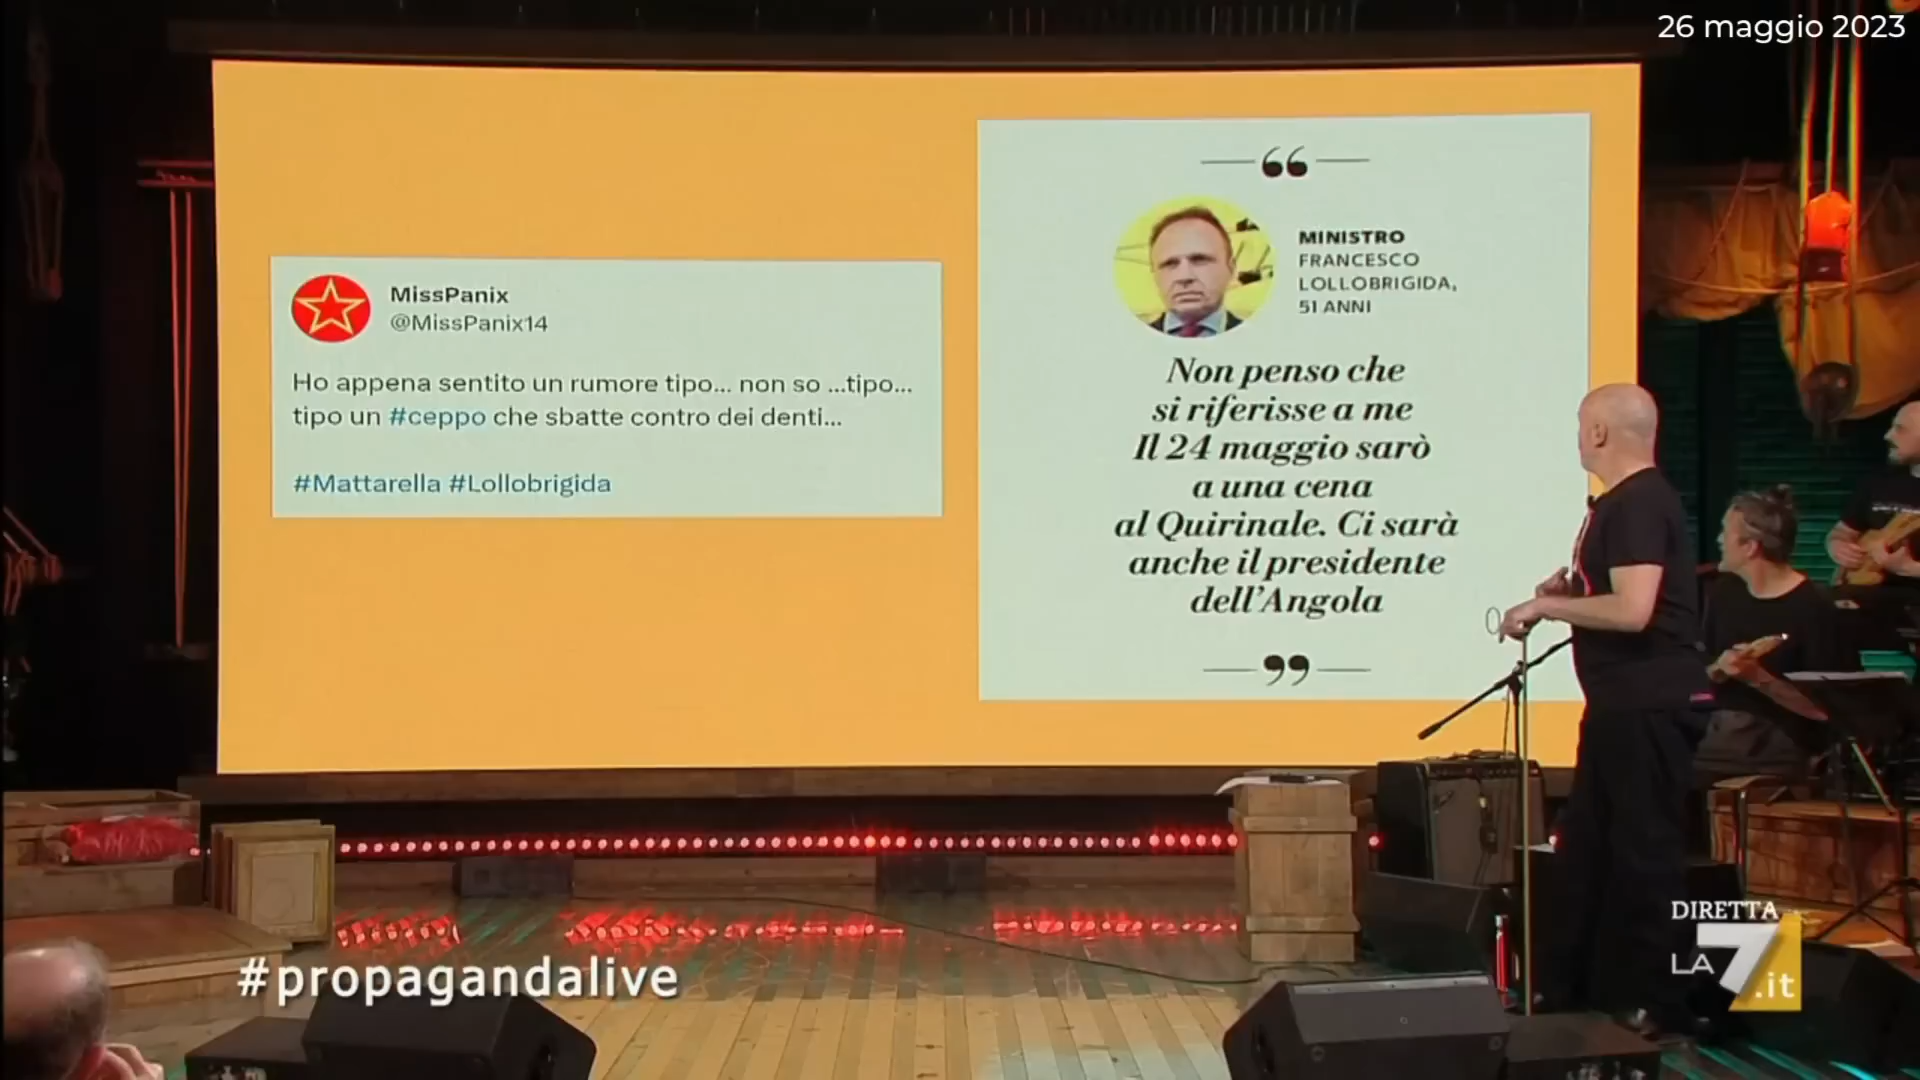 26 maggio 2023
MissPanix
@MissPanix14
Ho appena sentito un rumore tipo... non so ...tipo...
tipo un #ceppo che sbatte contro dei denti...
#Mattarella #Lollobrigida
“
MINISTRO
FRANCESCO
LOLLOBRIGIDA,
51 ANNI
Non penso che
si riferisse a me
Il 24 maggio sarò
a una cena
al Quirinale. Ci sarà
anche il presidente
dell'Angola
”
#propagandalive
DIRETTA
LA7.it